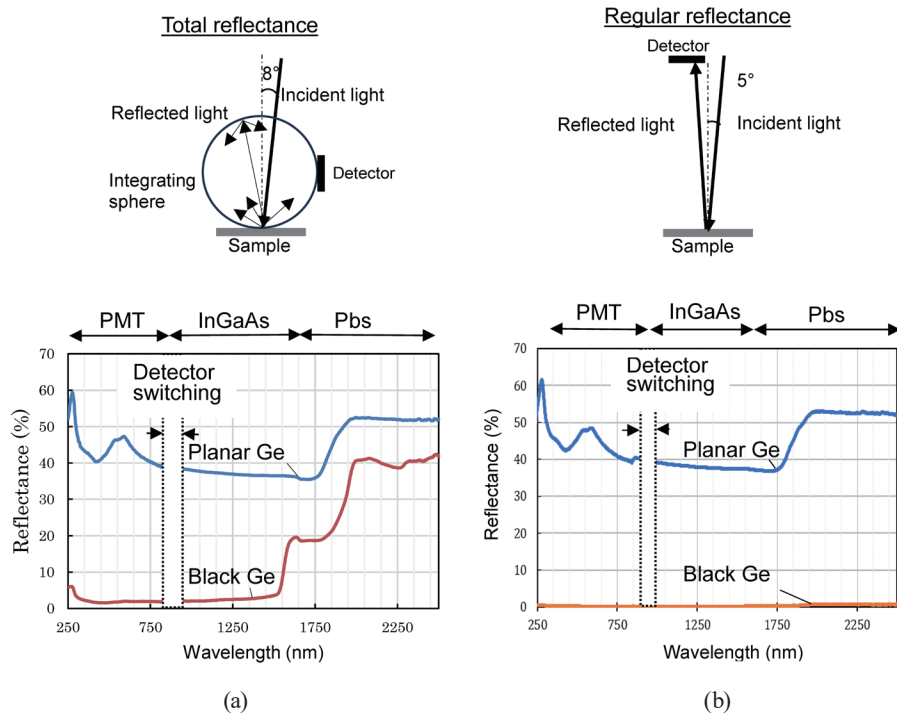 Total reflectance
8°
Incident light
Reflected light
Integrating
sphere
Detector
Sample
PMT InGaAs Pbs
70
60
50
40
30
20
10
0
Reflectance (%)
Detector
switching
Planar Ge
Black Ge
250 750 1250 1750 2250
Wavelength (nm)
(a)
Regular reflectance
Detector
5°
Reflected light
Incident light
Sample
PMT InGaAs Pbs
70
60
50
40
30
20
10
0
Reflectance (%)
Detector
switching
Planar Ge
Black Ge
250 750 1250 1750 2250
Wavelength (nm)
(b)